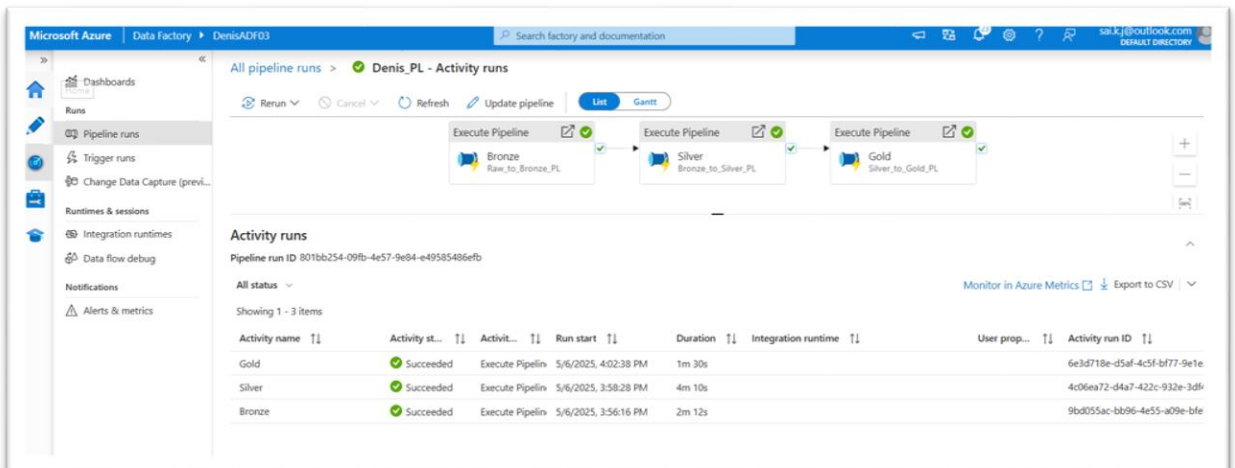 Microsoft Azure | Data Factory ▸ DenisADF03
Search factory and documentation
sai.k.j@outlook.com
DEFAULT DIRECTORY
» «
Dashboards
Home
Runs
Pipeline runs
Trigger runs
Change Data Capture (previ...
Runtimes & sessions
Integration runtimes
Data flow debug
Notifications
Alerts & metrics
All pipeline runs > Denis_PL - Activity runs
Rerun Cancel Refresh Update pipeline List Gantt
Execute Pipeline
Bronze
Raw_to_Bronze_PL
Execute Pipeline
Silver
Bronze_to_Silver_PL
Execute Pipeline
Gold
Silver_to_Gold_PL
Activity runs
Pipeline run ID 801bb254-09fb-4e57-9e84-e49585486efb
All status
Monitor in Azure Metrics Export to CSV
Showing 1 - 3 items
Activity name Activity st... Activit... Run start Duration Integration runtime User prop... Activity run ID
Gold Succeeded Execute Pipelin 5/6/2025, 4:02:38 PM 1m 30s 6e3d718e-d5af-4c5f-bf77-9e1e
Silver Succeeded Execute Pipelin 5/6/2025, 3:58:28 PM 4m 10s 4c06ea72-d4a7-422c-932e-3df
Bronze Succeeded Execute Pipelin 5/6/2025, 3:56:16 PM 2m 12s 9bd055ac-bb96-4e55-a09e-bfe